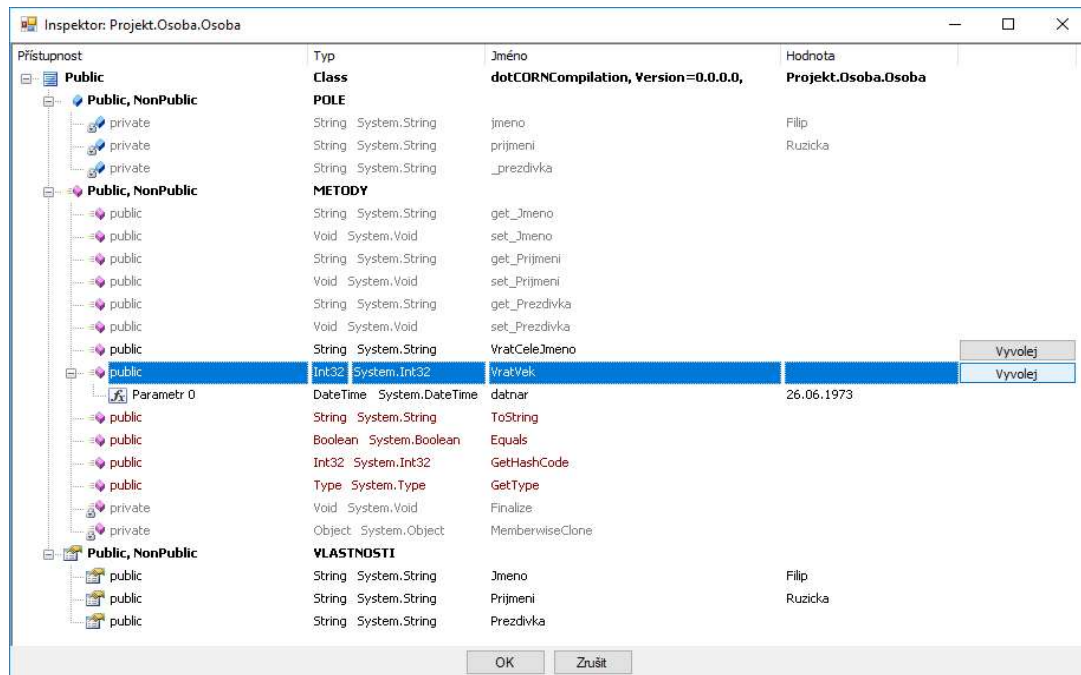 Inspektor: Projekt.Osoba.Osoba
Přístupnost Typ Jméno Hodnota
Public Class dotCORNCompilation, Version=0.0.0.0, Projekt.Osoba.Osoba
Public, NonPublic POLE
private String System.String jmeno Filip
private String System.String prijmeni Ruzicka
private String System.String _prezdivka
Public, NonPublic METODY
public String System.String get_Jmeno
public Void System.Void set_Jmeno
public String System.String get_Prijmeni
public Void System.Void set_Prijmeni
public String System.String get_Prezdivka
public Void System.Void set_Prezdivka
public String System.String VratCeleJmeno Vyvolej
public Int32 System.Int32 VratVek Vyvolej
fx Parametr 0 DateTime System.DateTime datnar 26.06.1973
public String System.String ToString
public Boolean System.Boolean Equals
public Int32 System.Int32 GetHashCode
public Type System.Type GetType
private Void System.Void Finalize
private Object System.Object MemberwiseClone
Public, NonPublic VLASTNOSTI
public String System.String Jmeno Filip
public String System.String Prijmeni Ruzicka
public String System.String Prezdivka
OK Zrušit